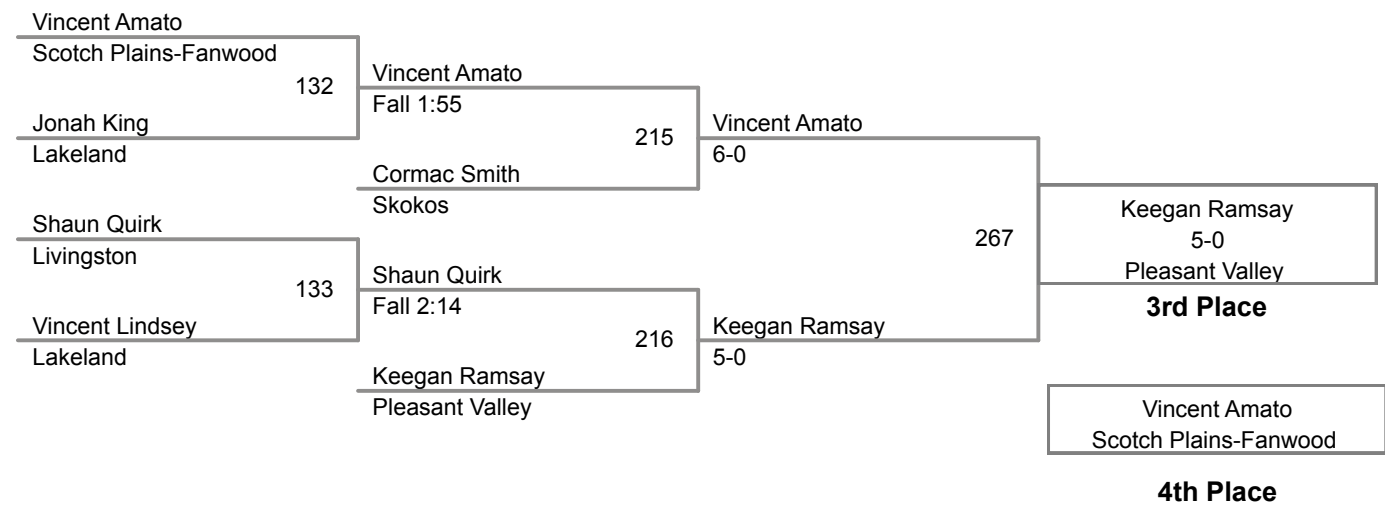 Vincent Amato
Scotch Plains-Fanwood
132
Jonah King
Lakeland
Shaun Quirk
Livingston
133
Vincent Lindsey
Lakeland
Vincent Amato
Fall 1:55
215
Cormac Smith
Skokos
Shaun Quirk
Fall 2:14
216
Keegan Ramsay
Pleasant Valley
Vincent Amato
6-0
267
Keegan Ramsay
5-0
Keegan Ramsay
5-0
Pleasant Valley
3rd Place
Vincent Amato
Scotch Plains-Fanwood
4th Place